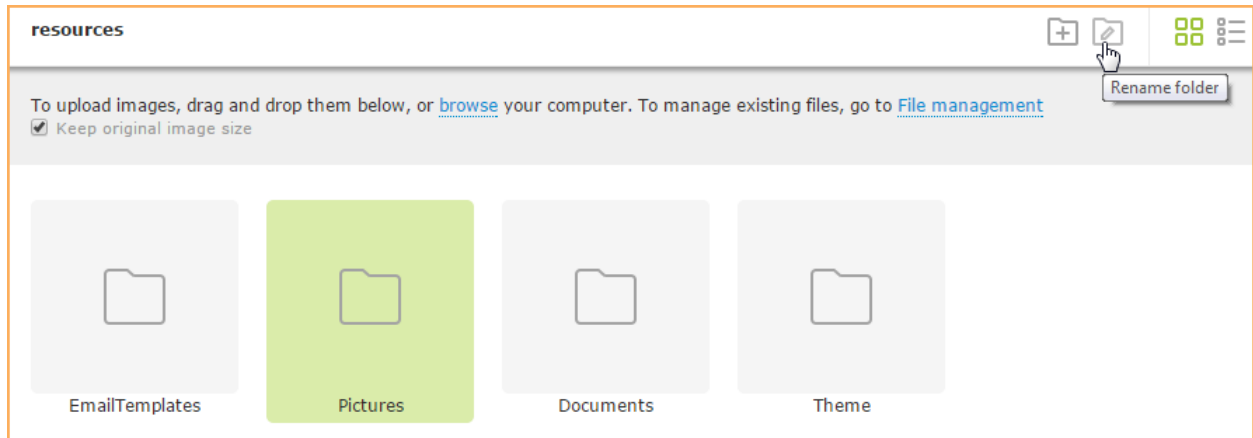 resources
Rename folder
To upload images, drag and drop them below, or browse your computer. To manage existing files, go to File management
Keep original image size
EmailTemplates
Pictures
Documents
Theme